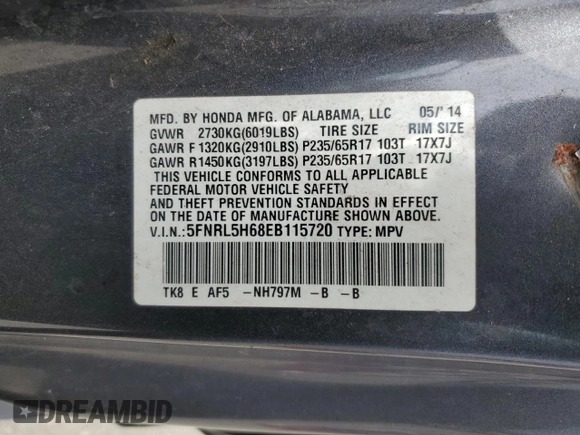 MFD. BY HONDA MFG. OF ALABAMA, LLC 05/'14
GVWR 2730KG(6019LBS) TIRE SIZE RIM SIZE
GAWR F 1320KG(2910LBS) P235/65R17 103T 17X7J
GAWR R1450KG(3197LBS) P235/65R17 103T 17X7J
THIS VEHICLE CONFORMS TO ALL APPLICABLE
FEDERAL MOTOR VEHICLE SAFETY
AND THEFT PREVENTION STANDARDS IN EFFECT
ON THE DATE OF MANUFACTURE SHOWN ABOVE.
V.I.N.: 5FNRL5H68EB115720 TYPE: MPV
TK8 E AF5 -NH797M -B -B
DREAMBID